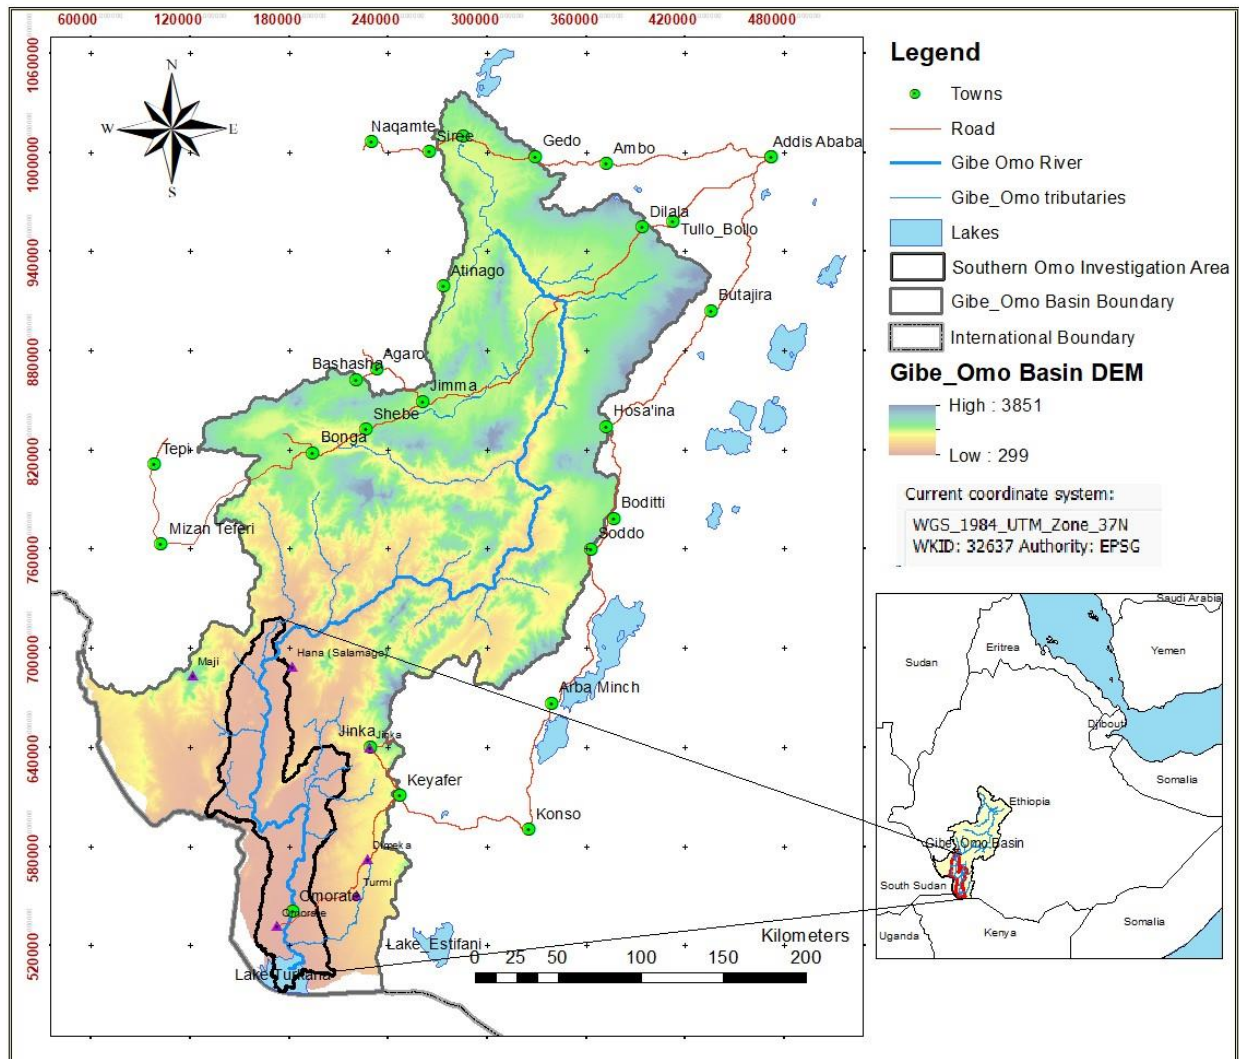 600000 120000 180000 240000 300000 360000 420000 480000
1060000
1000000
940000
880000
820000
760000
700000
640000
580000
520000
N
W E
S
Naqamte
Siree
Gedo
Ambo
Addis Ababa
Dilala
Tullo_Bollo
Atinago
Butajira
Agaro
Bashasha
Jimma
Shebe
Hosa'ina
Bonga
Tepi
Boditti
Mizan Teferi
Soddo
Hana (Salamago)
Maji
Arba Minch
Jinka
Jinka
Keyafer
Konso
Dimeka
Turmi
Omorate
Omorate
Lake_Estifani
Lake Turkana
Kilometers
0 25 50 100 150 200
Legend
Towns
Road
Gibe Omo River
Gibe_Omo tributaries
Lakes
Southern Omo Investigation Area
Gibe_Omo Basin Boundary
International Boundary
Gibe_Omo Basin DEM
High : 3851
Low : 299
Current coordinate system:
WGS_1984_UTM_Zone_37N
WKID: 32637 Authority: EPSG
Saudi Arabia
Eritrea
Yemen
Sudan
Djibouti
Somalia
Ethiopia
Gibe_Omo Basin
South Sudan
Somalia
Kenya
Uganda